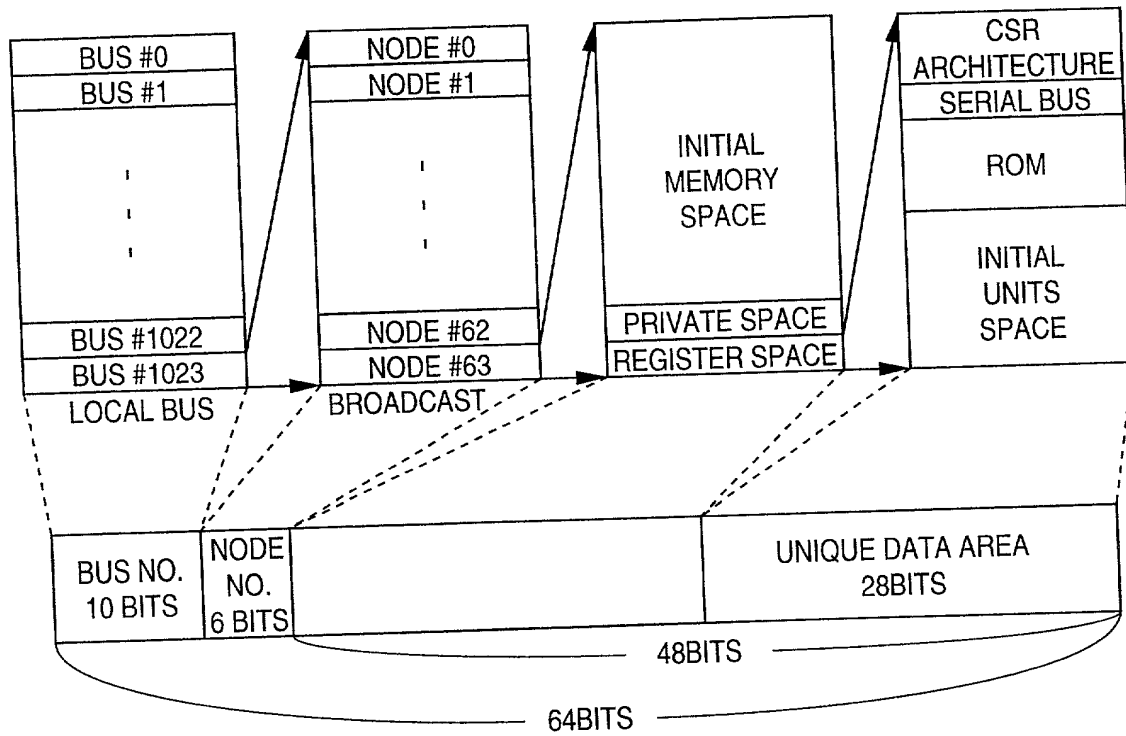 BUS #0
BUS #1
BUS #1022
BUS #1023
LOCAL BUS
NODE #0
NODE #1
NODE #62
NODE #63
BROADCAST
INITIAL
MEMORY
SPACE
PRIVATE SPACE
REGISTER SPACE
CSR
ARCHITECTURE
SERIAL BUS
ROM
INITIAL
UNITS
SPACE
BUS NO.
10 BITS
NODE
NO.
6 BITS
UNIQUE DATA AREA
28BITS
48BITS
64BITS